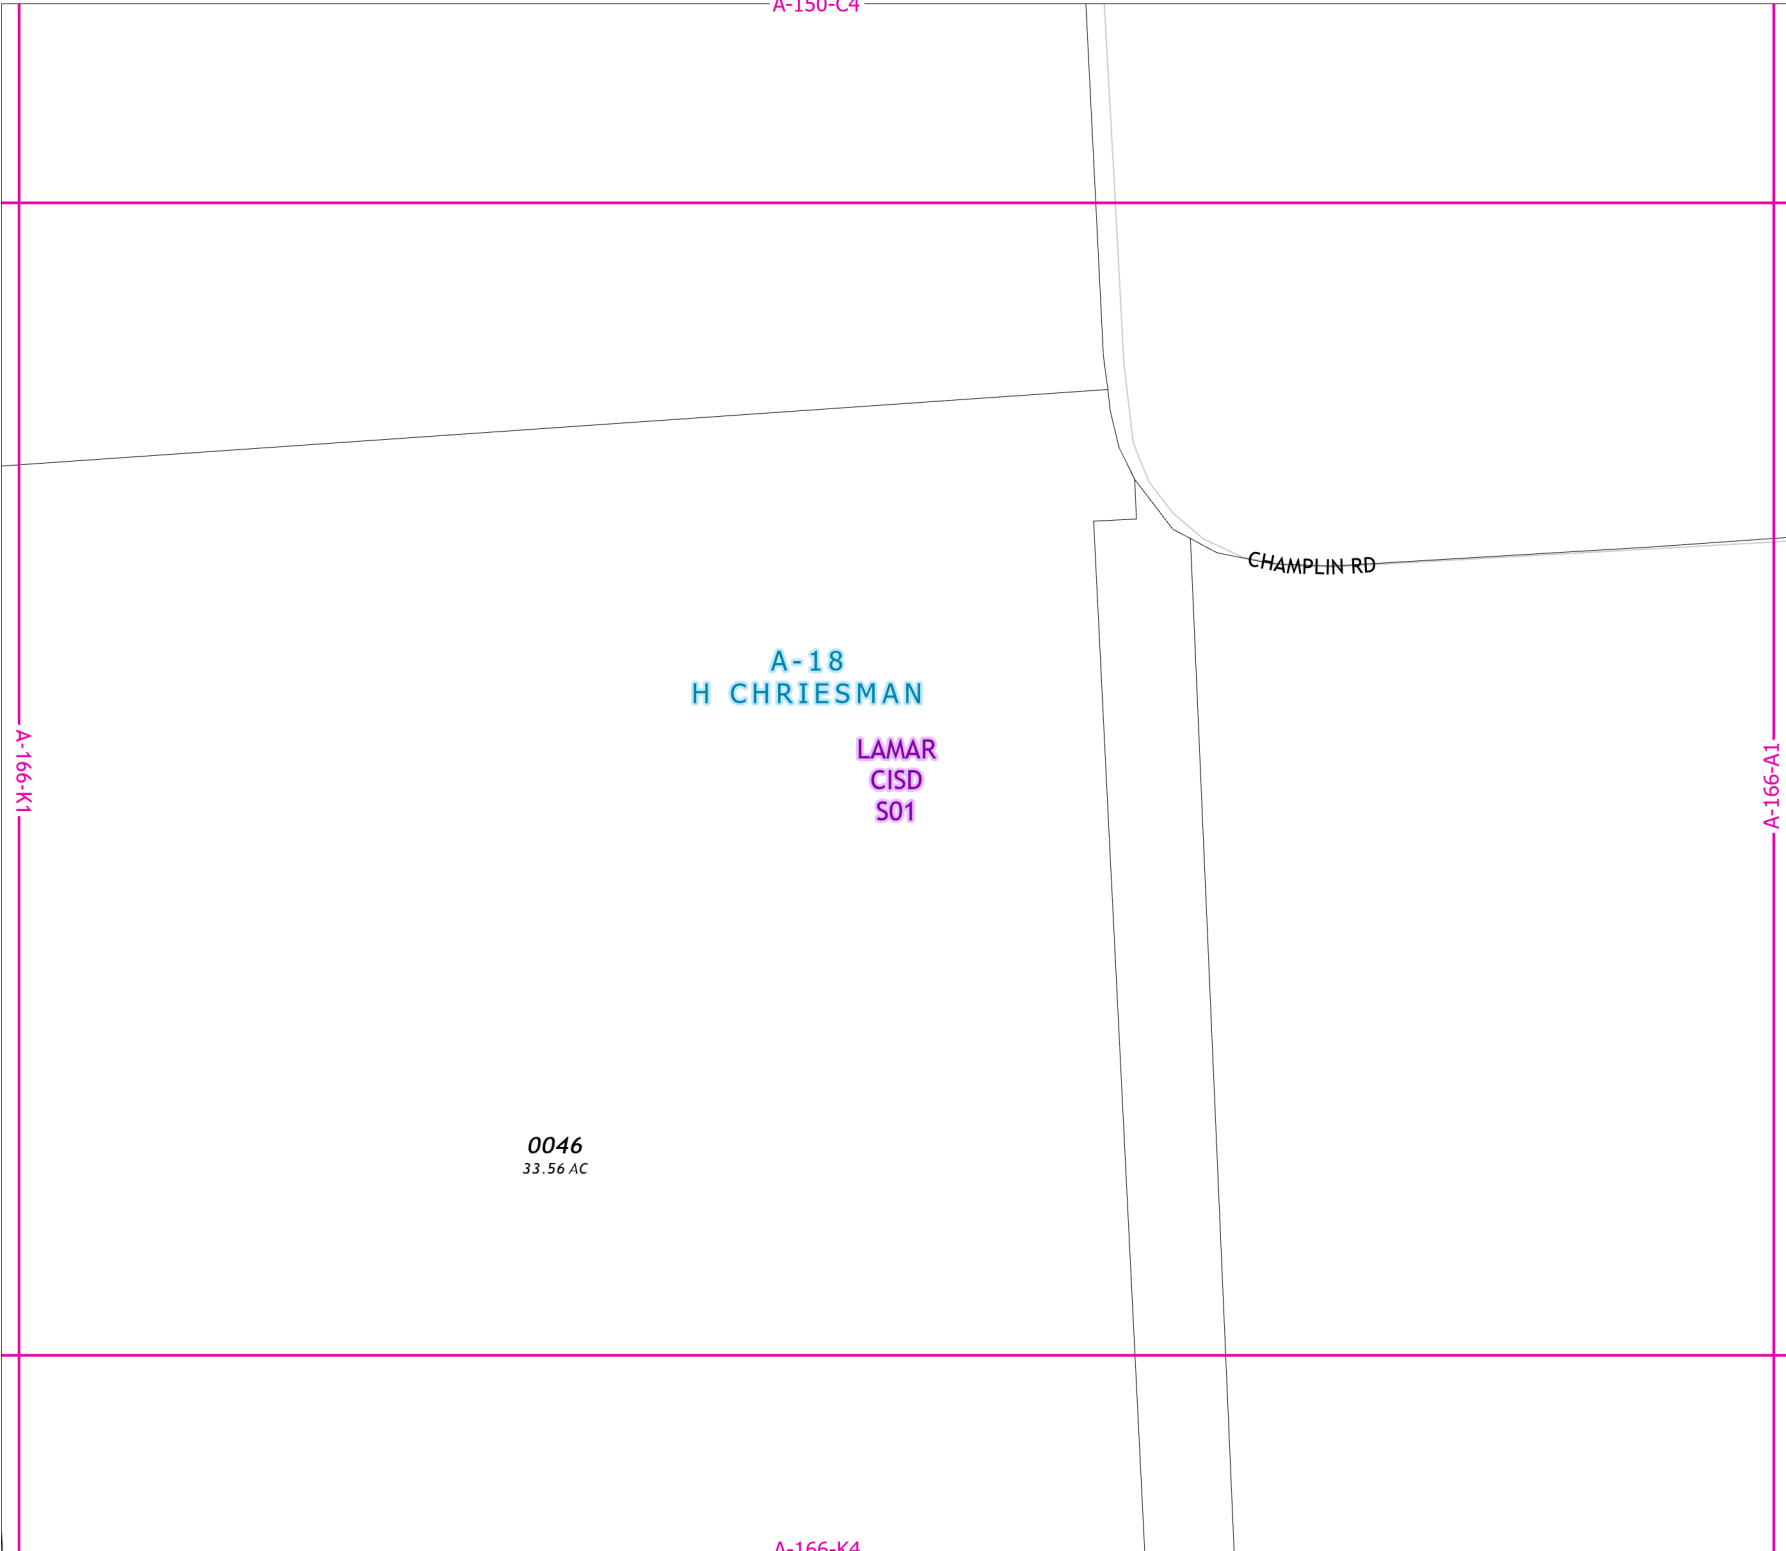 A-150-C4
CHAMPLIN RD
A-18
H CHRIESMAN
LAMAR
CISD
S01
A-166-K1
A-166-A1
0046
33.56 AC
A-166-K4